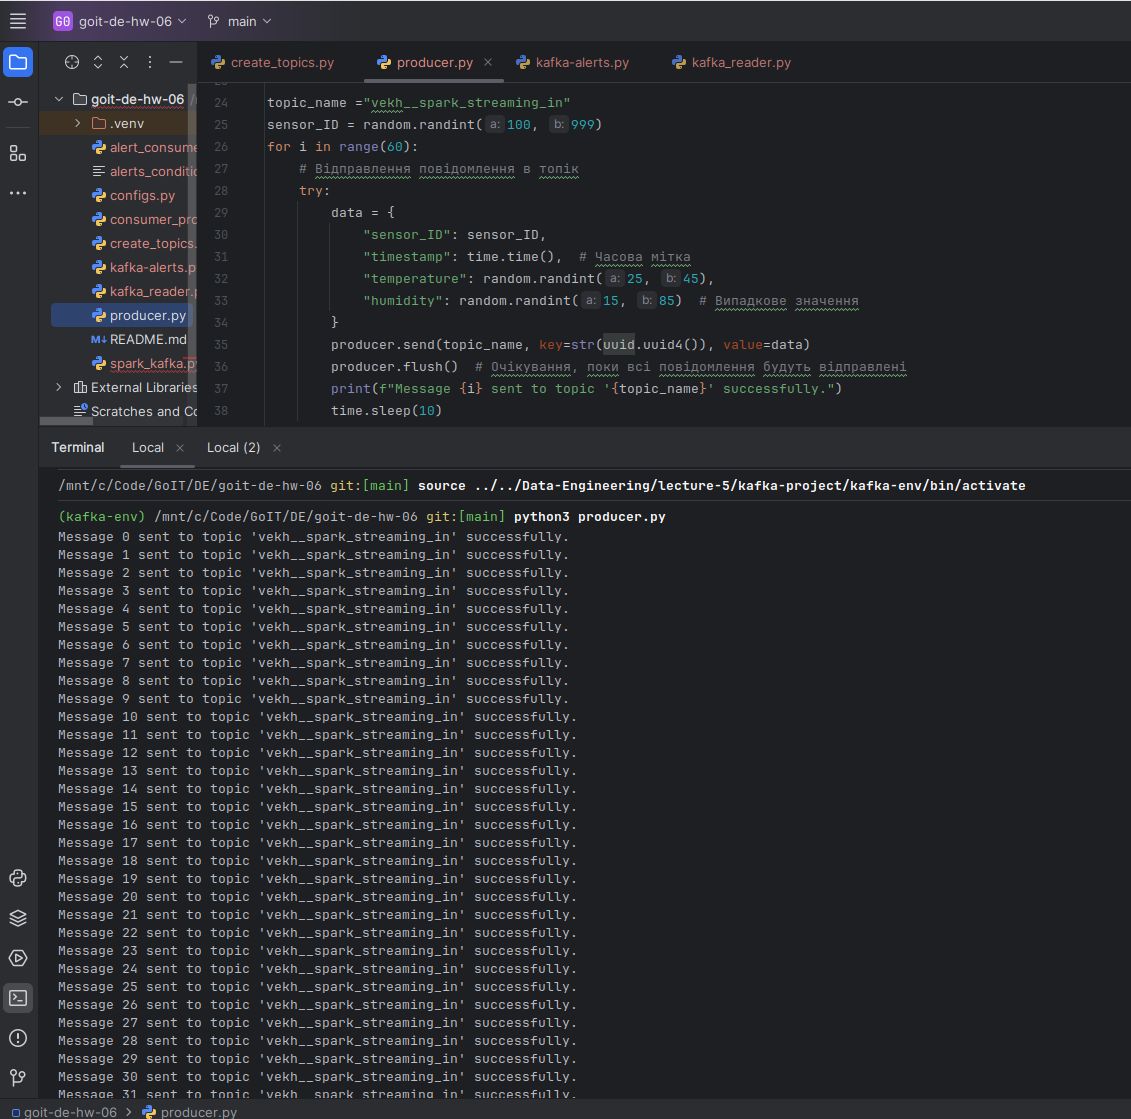 GO goit-de-hw-06 main
create_topics.py producer.py kafka-alerts.py kafka_reader.py
goit-de-hw-06
.venv
alert_consume
alerts_conditio
configs.py
consumer_pro
create_topics.
kafka-alerts.p
kafka_reader.p
producer.py
README.md
spark_kafka.p
External Libraries
Scratches and Co
24 topic_name ="vekh__spark_streaming_in"
25 sensor_ID = random.randint( a: 100, b: 999)
26 for i in range(60):
27 # Відправлення повідомлення в топік
28 try:
29 data = {
30 "sensor_ID": sensor_ID,
31 "timestamp": time.time(), # Часова мітка
32 "temperature": random.randint( a: 25, b: 45),
33 "humidity": random.randint( a: 15, b: 85) # Випадкове значення
34 }
35 producer.send(topic_name, key=str(uuid.uuid4()), value=data)
36 producer.flush() # Очікування, поки всі повідомлення будуть відправлені
37 print(f"Message {i} sent to topic '{topic_name}' successfully.")
38 time.sleep(10)
Terminal Local Local (2)
/mnt/c/Code/GoIT/DE/goit-de-hw-06 git:[main] source ../../Data-Engineering/lecture-5/kafka-project/kafka-env/bin/activate
(kafka-env) /mnt/c/Code/GoIT/DE/goit-de-hw-06 git:[main] python3 producer.py
Message 0 sent to topic 'vekh__spark_streaming_in' successfully.
Message 1 sent to topic 'vekh__spark_streaming_in' successfully.
Message 2 sent to topic 'vekh__spark_streaming_in' successfully.
Message 3 sent to topic 'vekh__spark_streaming_in' successfully.
Message 4 sent to topic 'vekh__spark_streaming_in' successfully.
Message 5 sent to topic 'vekh__spark_streaming_in' successfully.
Message 6 sent to topic 'vekh__spark_streaming_in' successfully.
Message 7 sent to topic 'vekh__spark_streaming_in' successfully.
Message 8 sent to topic 'vekh__spark_streaming_in' successfully.
Message 9 sent to topic 'vekh__spark_streaming_in' successfully.
Message 10 sent to topic 'vekh__spark_streaming_in' successfully.
Message 11 sent to topic 'vekh__spark_streaming_in' successfully.
Message 12 sent to topic 'vekh__spark_streaming_in' successfully.
Message 13 sent to topic 'vekh__spark_streaming_in' successfully.
Message 14 sent to topic 'vekh__spark_streaming_in' successfully.
Message 15 sent to topic 'vekh__spark_streaming_in' successfully.
Message 16 sent to topic 'vekh__spark_streaming_in' successfully.
Message 17 sent to topic 'vekh__spark_streaming_in' successfully.
Message 18 sent to topic 'vekh__spark_streaming_in' successfully.
Message 19 sent to topic 'vekh__spark_streaming_in' successfully.
Message 20 sent to topic 'vekh__spark_streaming_in' successfully.
Message 21 sent to topic 'vekh__spark_streaming_in' successfully.
Message 22 sent to topic 'vekh__spark_streaming_in' successfully.
Message 23 sent to topic 'vekh__spark_streaming_in' successfully.
Message 24 sent to topic 'vekh__spark_streaming_in' successfully.
Message 25 sent to topic 'vekh__spark_streaming_in' successfully.
Message 26 sent to topic 'vekh__spark_streaming_in' successfully.
Message 27 sent to topic 'vekh__spark_streaming_in' successfully.
Message 28 sent to topic 'vekh__spark_streaming_in' successfully.
Message 29 sent to topic 'vekh__spark_streaming_in' successfully.
Message 30 sent to topic 'vekh__spark_streaming_in' successfully.
Message 31 sent to topic 'vekh__spark_streaming_in' successfully.
goit-de-hw-06 > producer.py